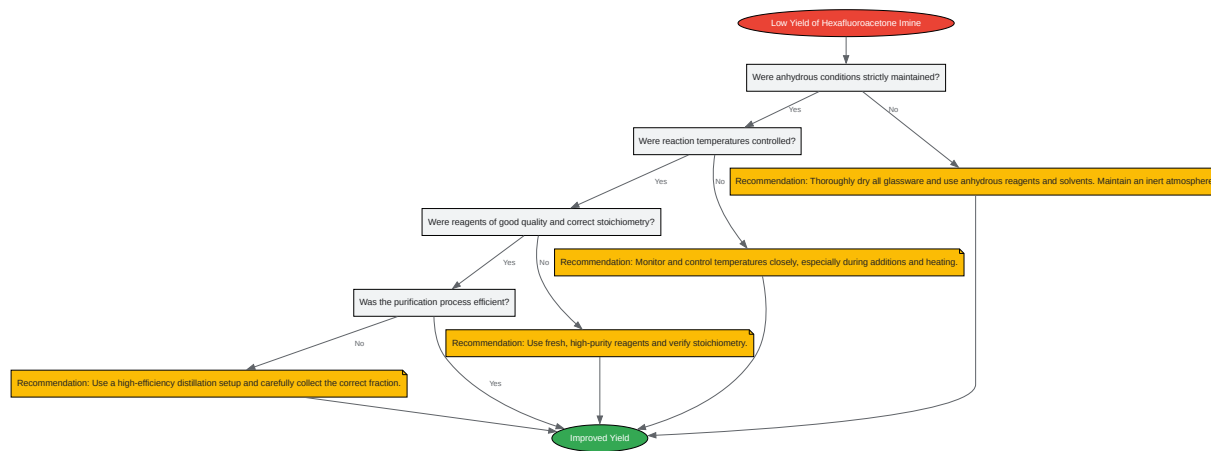 Low Yield of Hexafluoroacetone Imine
Were anhydrous conditions strictly maintained?
Yes
No
Were reaction temperatures controlled?
Yes
No
Recommendation: Thoroughly dry all glassware and use anhydrous reagents and solvents. Maintain an inert atmosphere
Were reagents of good quality and correct stoichiometry?
Yes
No
Recommendation: Monitor and control temperatures closely, especially during additions and heating.
Was the purification process efficient?
No
Recommendation: Use fresh, high-purity reagents and verify stoichiometry.
Recommendation: Use a high-efficiency distillation setup and carefully collect the correct fraction.
Yes
Improved Yield